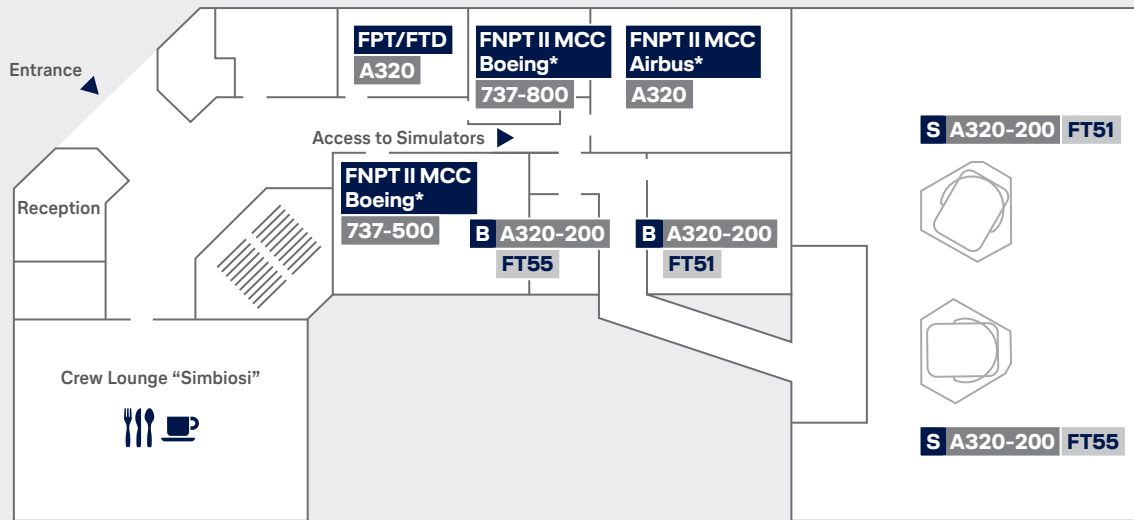 Entrance
FPT/FTD
A320
FNPT II MCC
Boeing*
737-800
FNPT II MCC
Airbus*
A320
Access to Simulators
S A320-200 FT51
Reception
FNPT II MCC
Boeing*
737-500
B A320-200
FT55
B A320-200
FT51
Crew Lounge “Simbiosi”
S A320-200 FT55